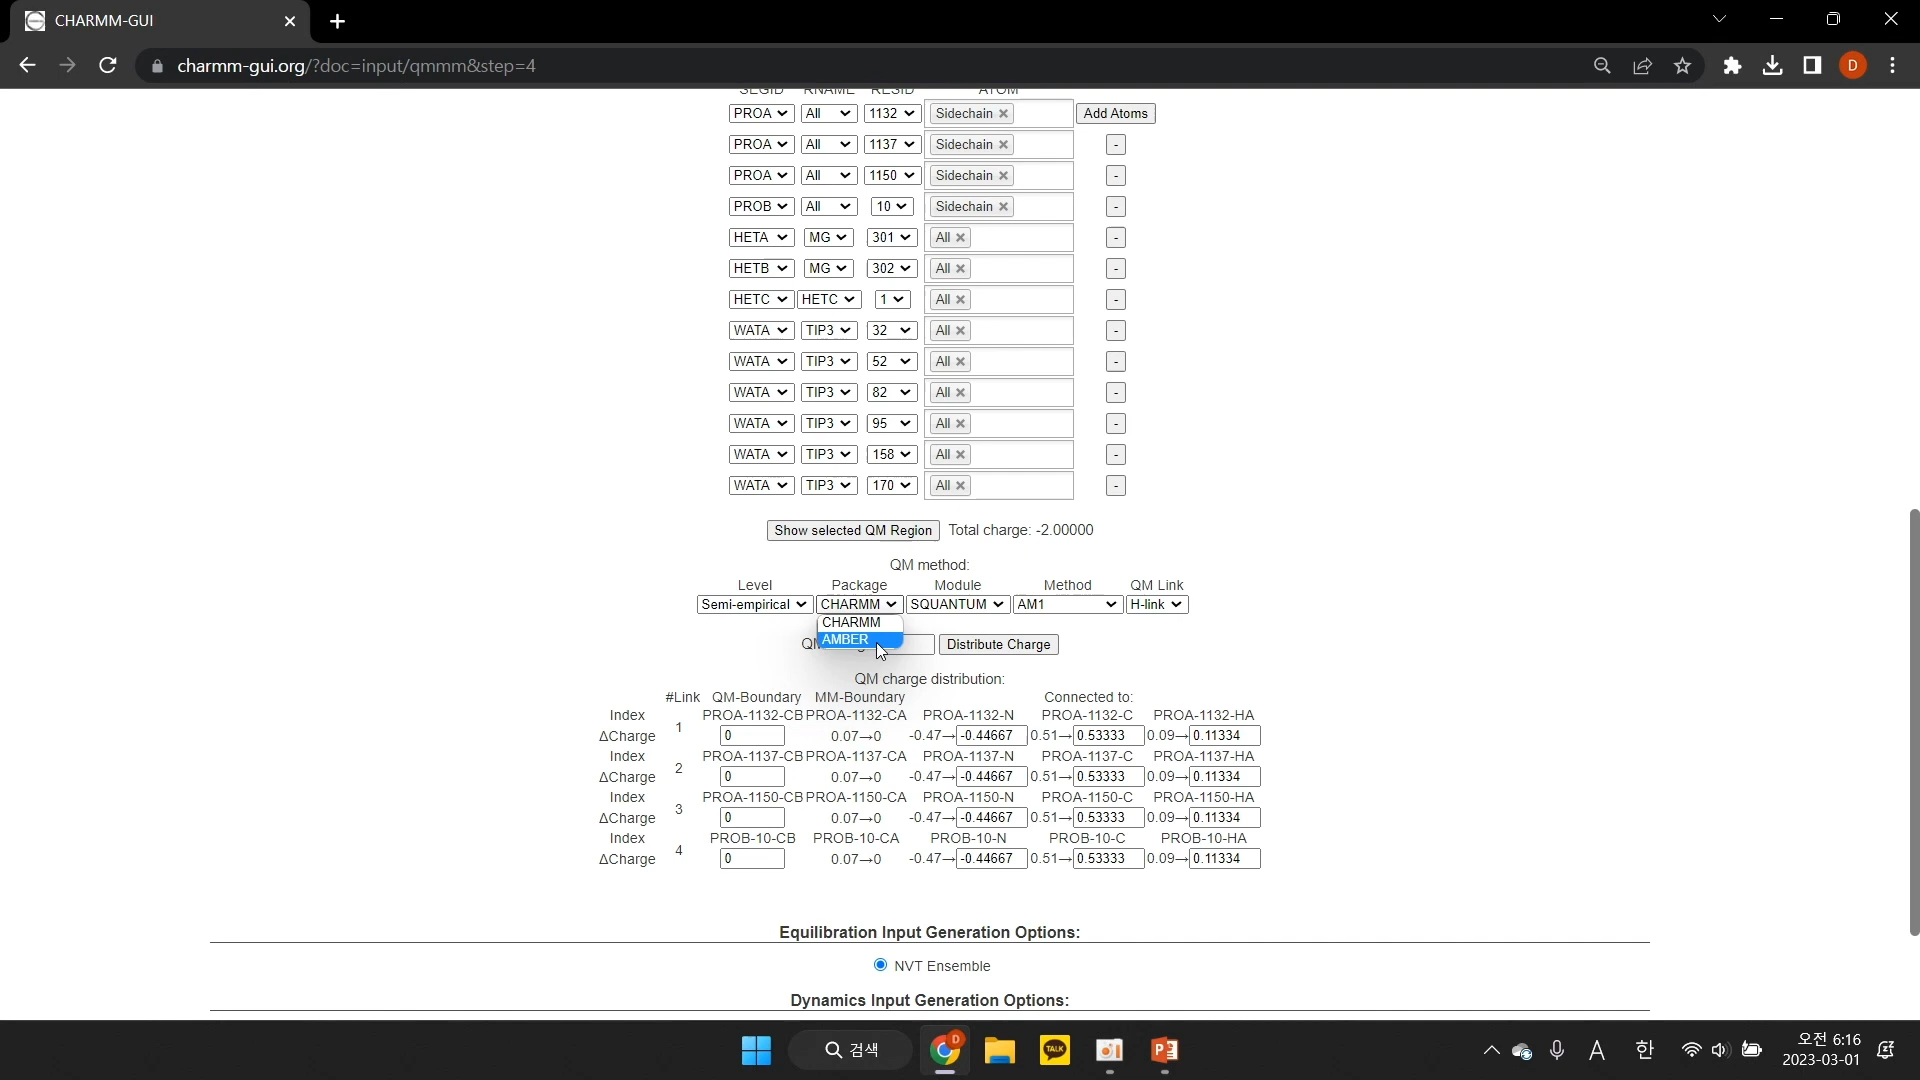 CHARMM-GUI
charmm-gui.org/?doc=input/qmmm&step=4
D
SEGID RNAME RESID ATOM
PROA All 1132 Sidechain × Add Atoms
PROA All 1137 Sidechain × -
PROA All 1150 Sidechain × -
PROB All 10 Sidechain × -
HETA MG 301 All × -
HETB MG 302 All × -
HETC HETC 1 All × -
WATA TIP3 32 All × -
WATA TIP3 52 All × -
WATA TIP3 82 All × -
WATA TIP3 95 All × -
WATA TIP3 158 All × -
WATA TIP3 170 All × -
Show selected QM Region Total charge: -2.00000
QM method:
Level Package Module Method QM Link
Semi-empirical CHARMM SQUANTUM AM1 H-link
CHARMM
AMBER
Distribute Charge
QM charge distribution:
#Link QM-Boundary MM-Boundary Connected to:
Index 1 PROA-1132-CB PROA-1132-CA PROA-1132-N PROA-1132-C PROA-1132-HA
ΔCharge 0 0.07→0 -0.47→ -0.44667 0.51→ 0.53333 0.09→ 0.11334
Index 2 PROA-1137-CB PROA-1137-CA PROA-1137-N PROA-1137-C PROA-1137-HA
ΔCharge 0 0.07→0 -0.47→ -0.44667 0.51→ 0.53333 0.09→ 0.11334
Index 3 PROA-1150-CB PROA-1150-CA PROA-1150-N PROA-1150-C PROA-1150-HA
ΔCharge 0 0.07→0 -0.47→ -0.44667 0.51→ 0.53333 0.09→ 0.11334
Index 4 PROB-10-CB PROB-10-CA PROB-10-N PROB-10-C PROB-10-HA
ΔCharge 0 0.07→0 -0.47→ -0.44667 0.51→ 0.53333 0.09→ 0.11334
Equilibration Input Generation Options:
NVT Ensemble
Dynamics Input Generation Options:
검색
D
TALK
A 한
오전 6:16
2023-03-01